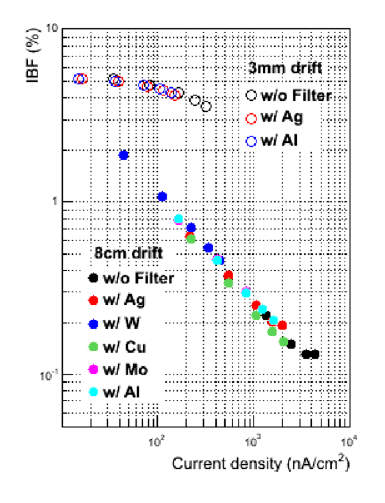 IBF (%)
10
3mm drift
w/o Filter
w/ Ag
w/ Al
1
8cm drift
w/o Filter
w/ Ag
w/ W
w/ Cu
w/ Mo
w/ Al
10⁻¹
10² 10³ 10⁴
Current density (nA/cm²)